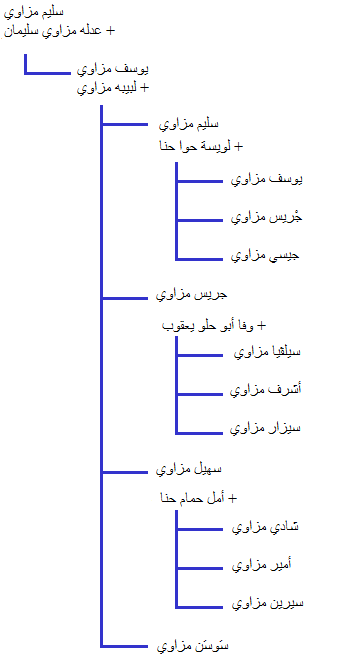 سليم مزاوي
+ عدله مزاوي سليمان
يوسف مزاوي
+ لبيبه مزاوي
سليم مزاوي
+ لويسة حوا حنا
يوسف مزاوي
جْريس مزاوي
جيسي مزاوي
جريس مزاوي
+ وفا أبو حلو يعقوب
سيلڤيا مزاوي
أشرف مزاوي
سيزار مزاوي
سهيل مزاوي
+ أمل حمام حنا
شادي مزاوي
أمير مزاوي
سيرين مزاوي
سَوسَن مزاوي